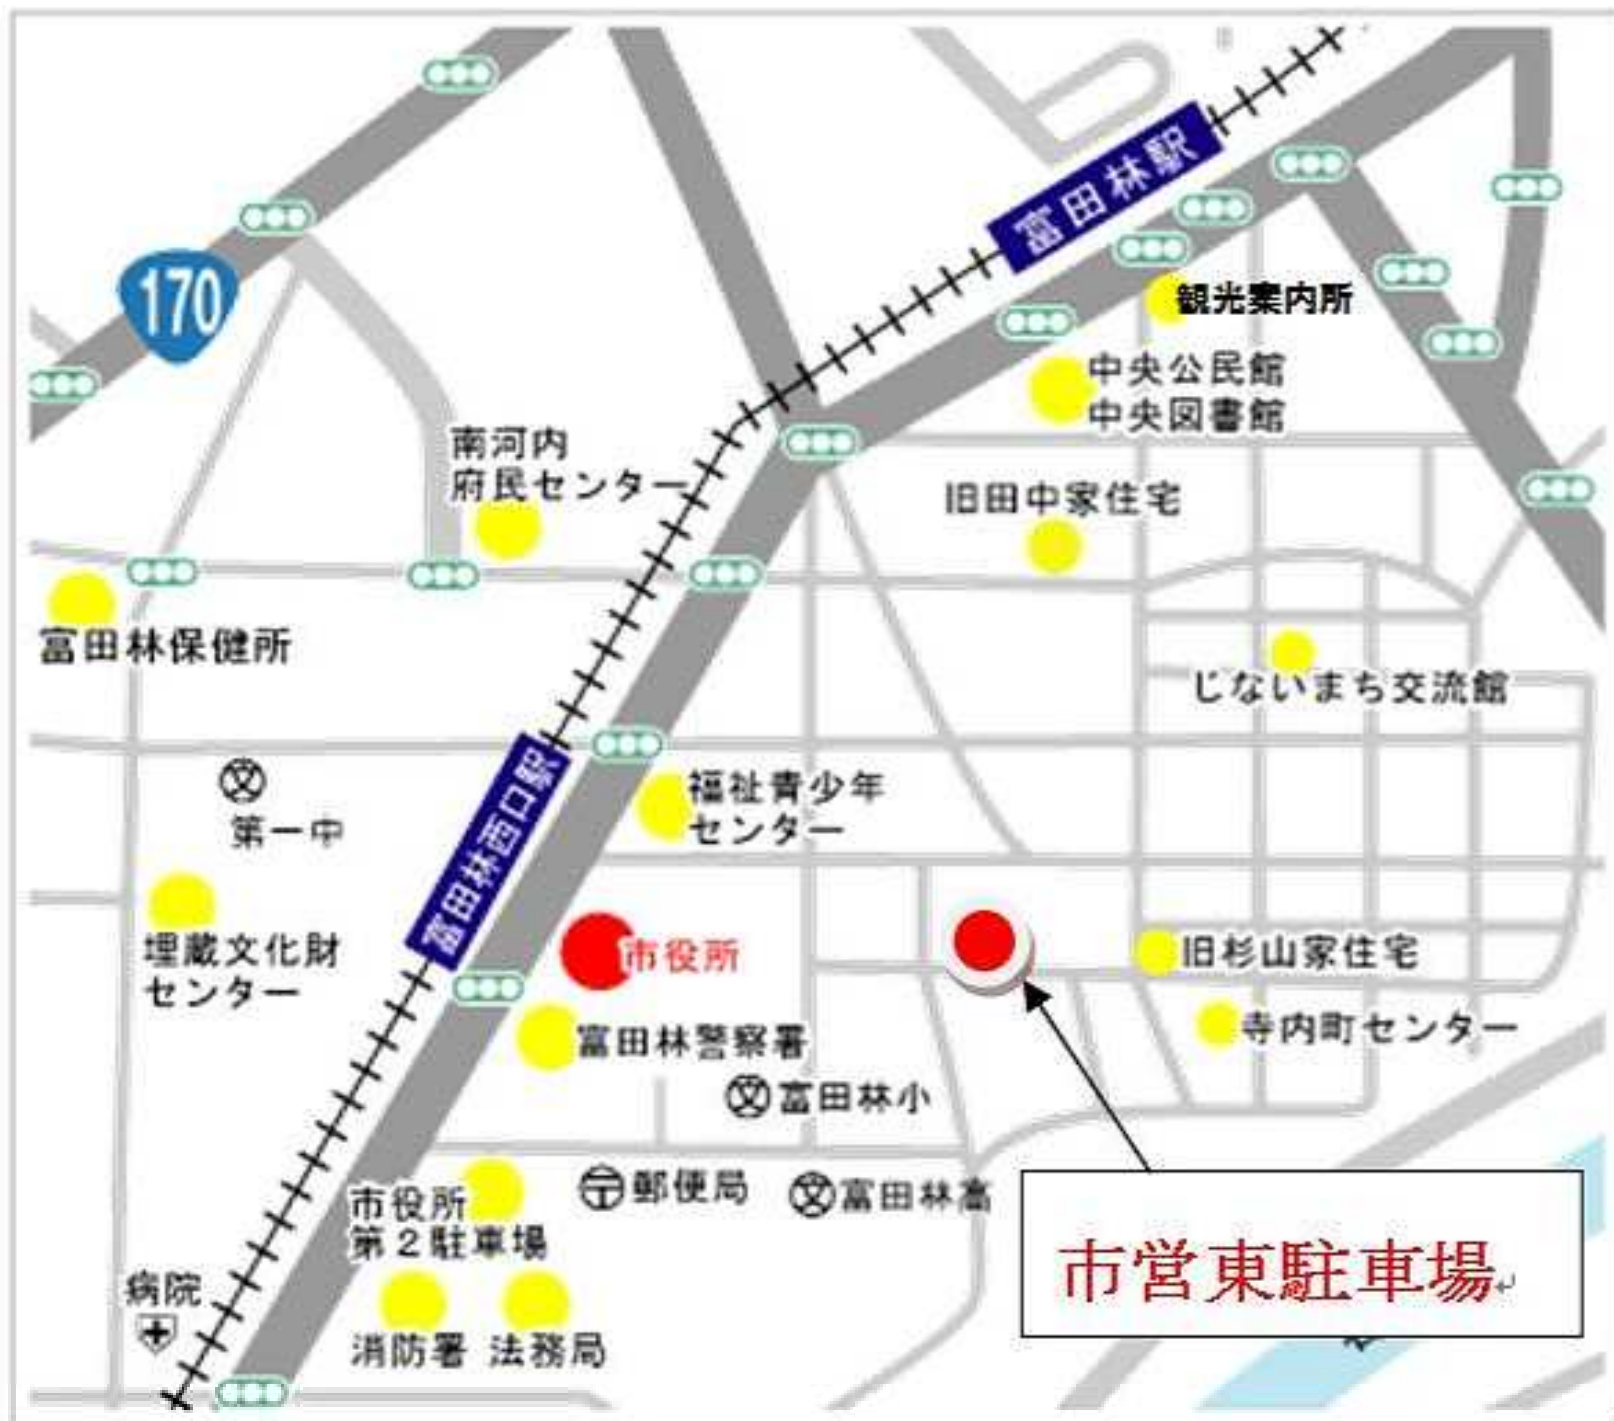 富田林駅
170
観光案内所
中央公民館
中央図書館
南河内
府民センター
旧田中家住宅
富田林保健所
じないまち交流館
富田林西口駅
福祉青少年
センター
第一中
埋蔵文化財
センター
市役所
旧杉山家住宅
富田林警察署
寺内町センター
富田林小
郵便局
富田林高
市役所
第2駐車場
市営東駐車場
病院
消防署
法務局